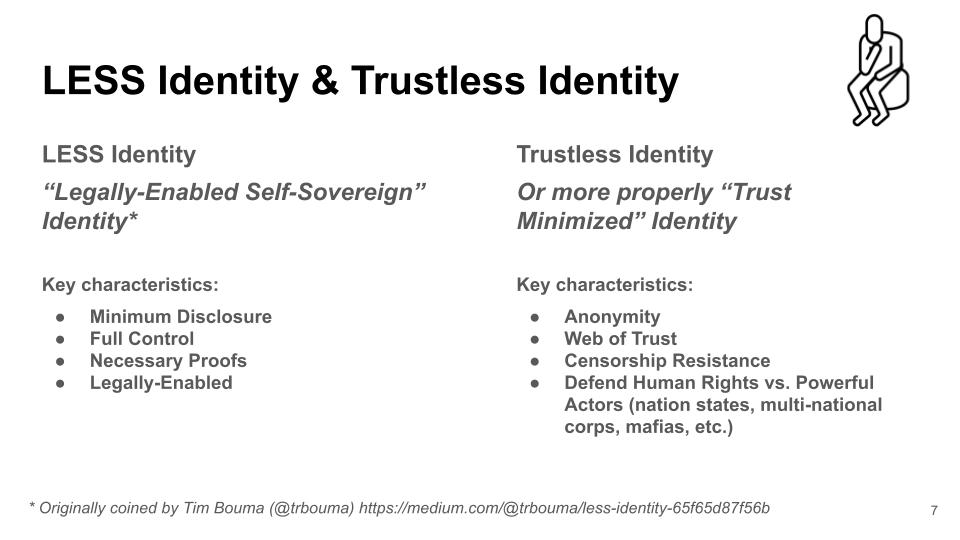 LESS Identity & Trustless Identity
LESS Identity
“Legally-Enabled Self-Sovereign”
Identity*
Key characteristics:
● Minimum Disclosure
● Full Control
● Necessary Proofs
● Legally-Enabled
Trustless Identity
Or more properly “Trust
Minimized” Identity
Key characteristics:
● Anonymity
● Web of Trust
● Censorship Resistance
● Defend Human Rights vs. Powerful
Actors (nation states, multi-national
corps, mafias, etc.)
* Originally coined by Tim Bouma (@trbouma) https://medium.com/@trbouma/less-identity-65f65d87f56b
7